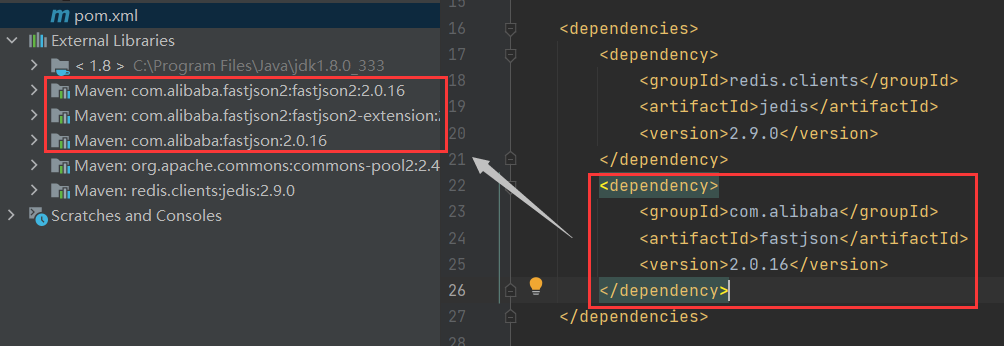 pom.xml
External Libraries
< 1.8 > C:\Program Files\Java\jdk1.8.0_333
Maven: com.alibaba.fastjson2:fastjson2:2.0.16
Maven: com.alibaba.fastjson2:fastjson2-extension:2
Maven: com.alibaba:fastjson:2.0.16
Maven: org.apache.commons:commons-pool2:2.4
Maven: redis.clients:jedis:2.9.0
Scratches and Consoles
15
16 <dependencies>
17 <dependency>
18 <groupId>redis.clients</groupId>
19 <artifactId>jedis</artifactId>
20 <version>2.9.0</version>
21 </dependency>
22 <dependency>
23 <groupId>com.alibaba</groupId>
24 <artifactId>fastjson</artifactId>
25 <version>2.0.16</version>
26 </dependency>
27 </dependencies>
28